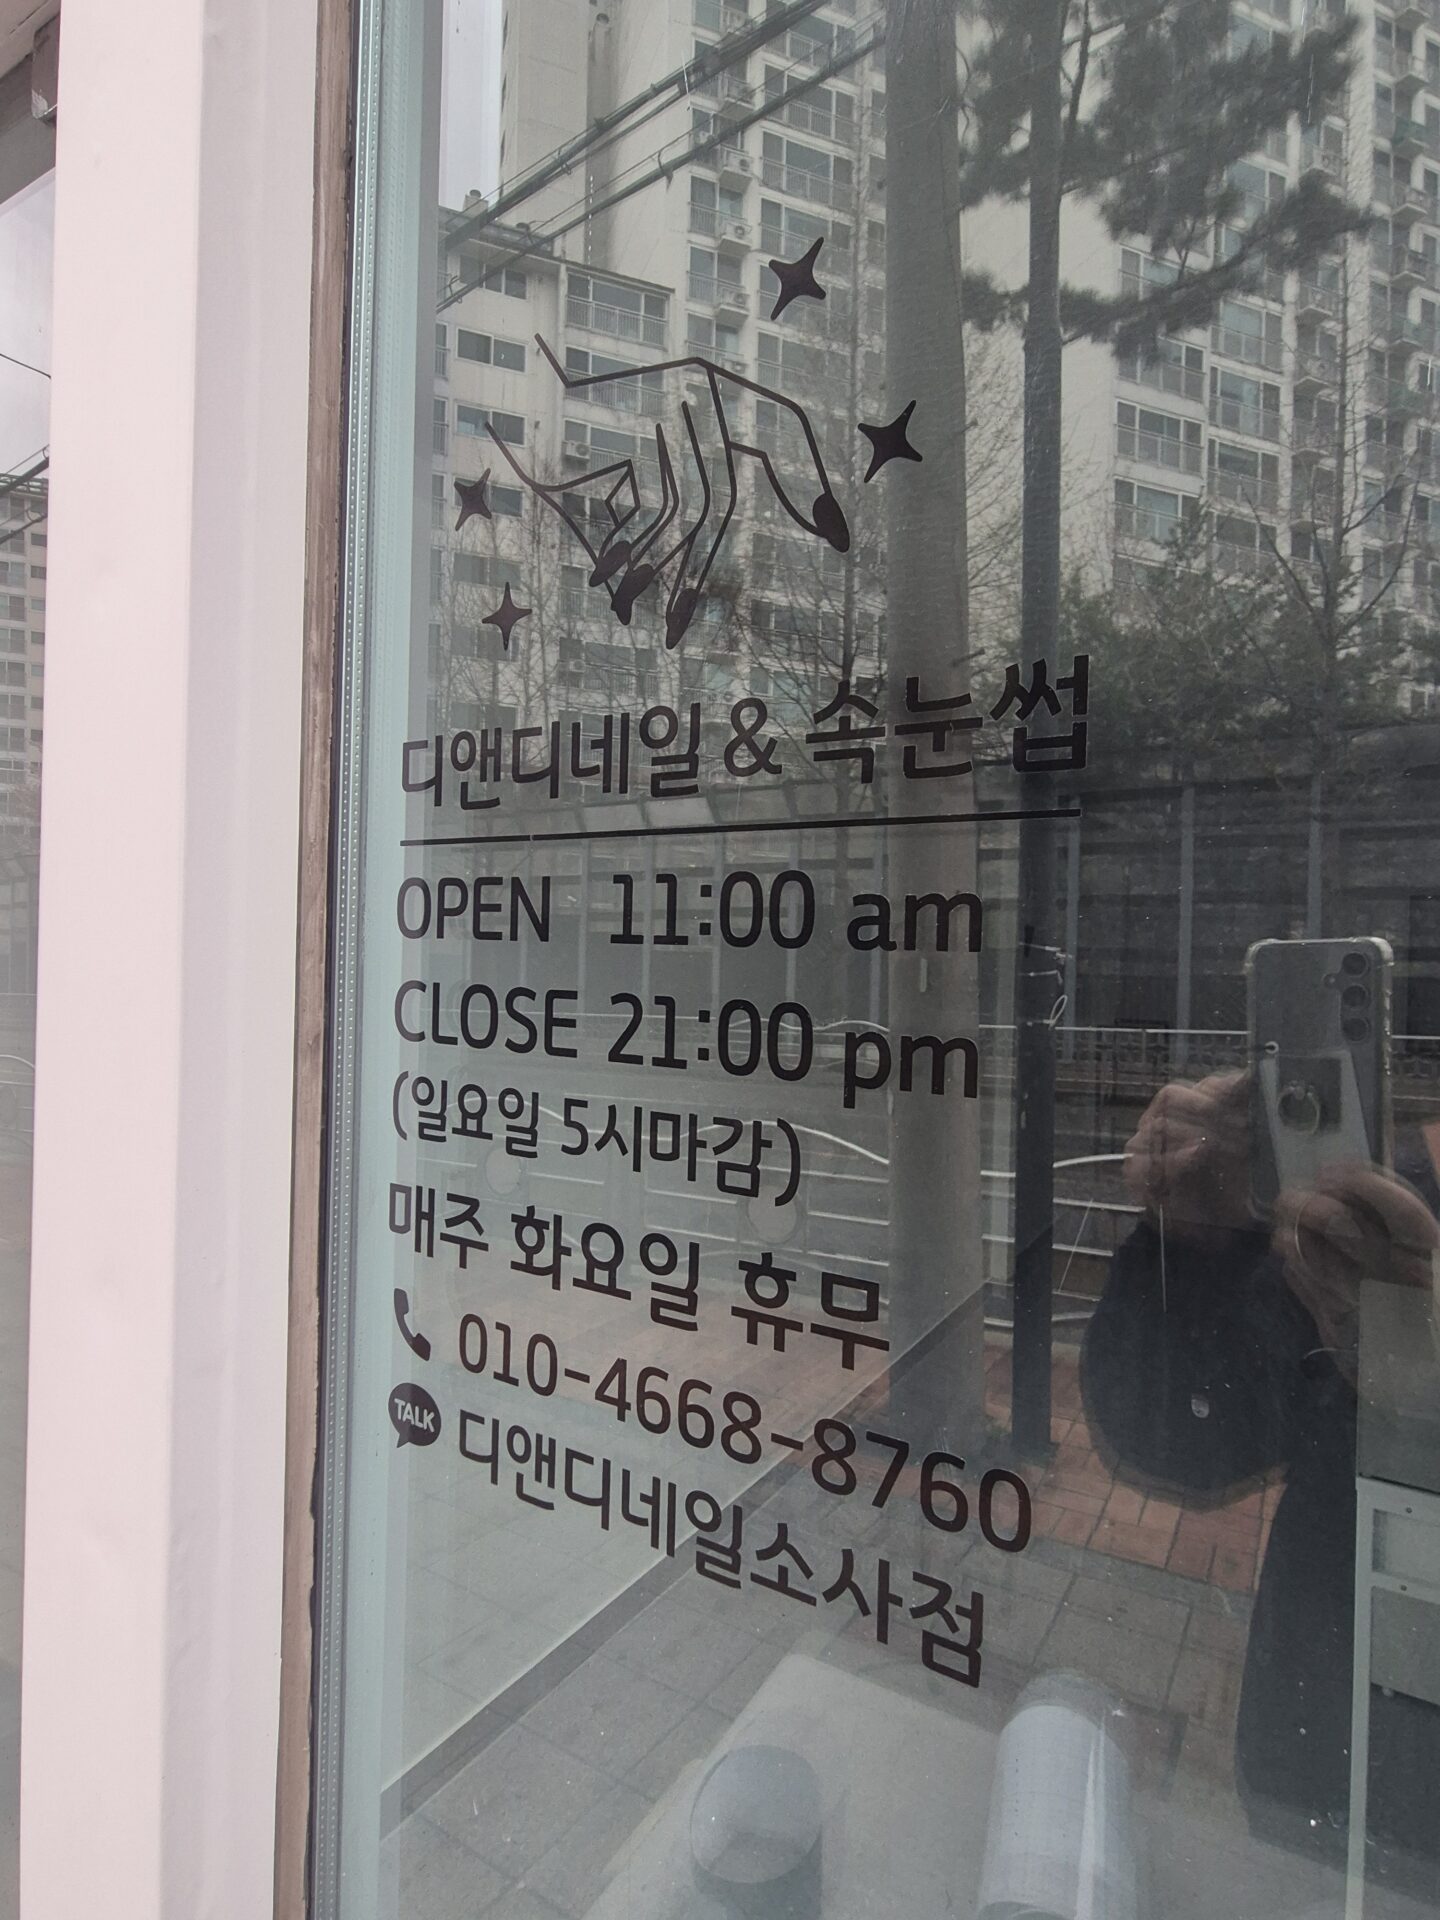 디앤디네일 & 속눈썹
OPEN 11:00 am
CLOSE 21:00 pm
(일요일 5시마감)
매주 화요일 휴무
010-4668-8760
TALK 디앤디네일소사점